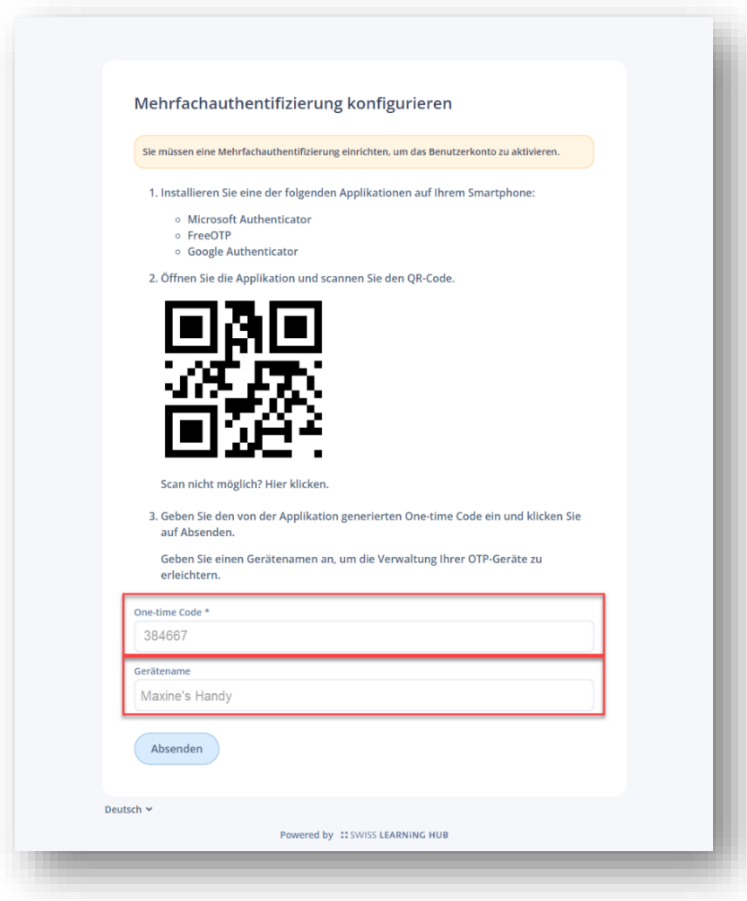 Mehrfachauthentifizierung konfigurieren
Sie müssen eine Mehrfachauthentifizierung einrichten, um das Benutzerkonto zu aktivieren.
1. Installieren Sie eine der folgenden Applikationen auf Ihrem Smartphone:
Microsoft Authenticator
FreeOTP
Google Authenticator
2. Öffnen Sie die Applikation und scannen Sie den QR-Code.
Scan nicht möglich? Hier klicken.
3. Geben Sie den von der Applikation generierten One-time Code ein und klicken Sie
auf Absenden.
Geben Sie einen Gerätenamen an, um die Verwaltung Ihrer OTP-Geräte zu
erleichtern.
One-time Code *
384667
Gerätename
Maxine's Handy
Absenden
Deutsch
Powered by SWISS LEARNiNG HUB